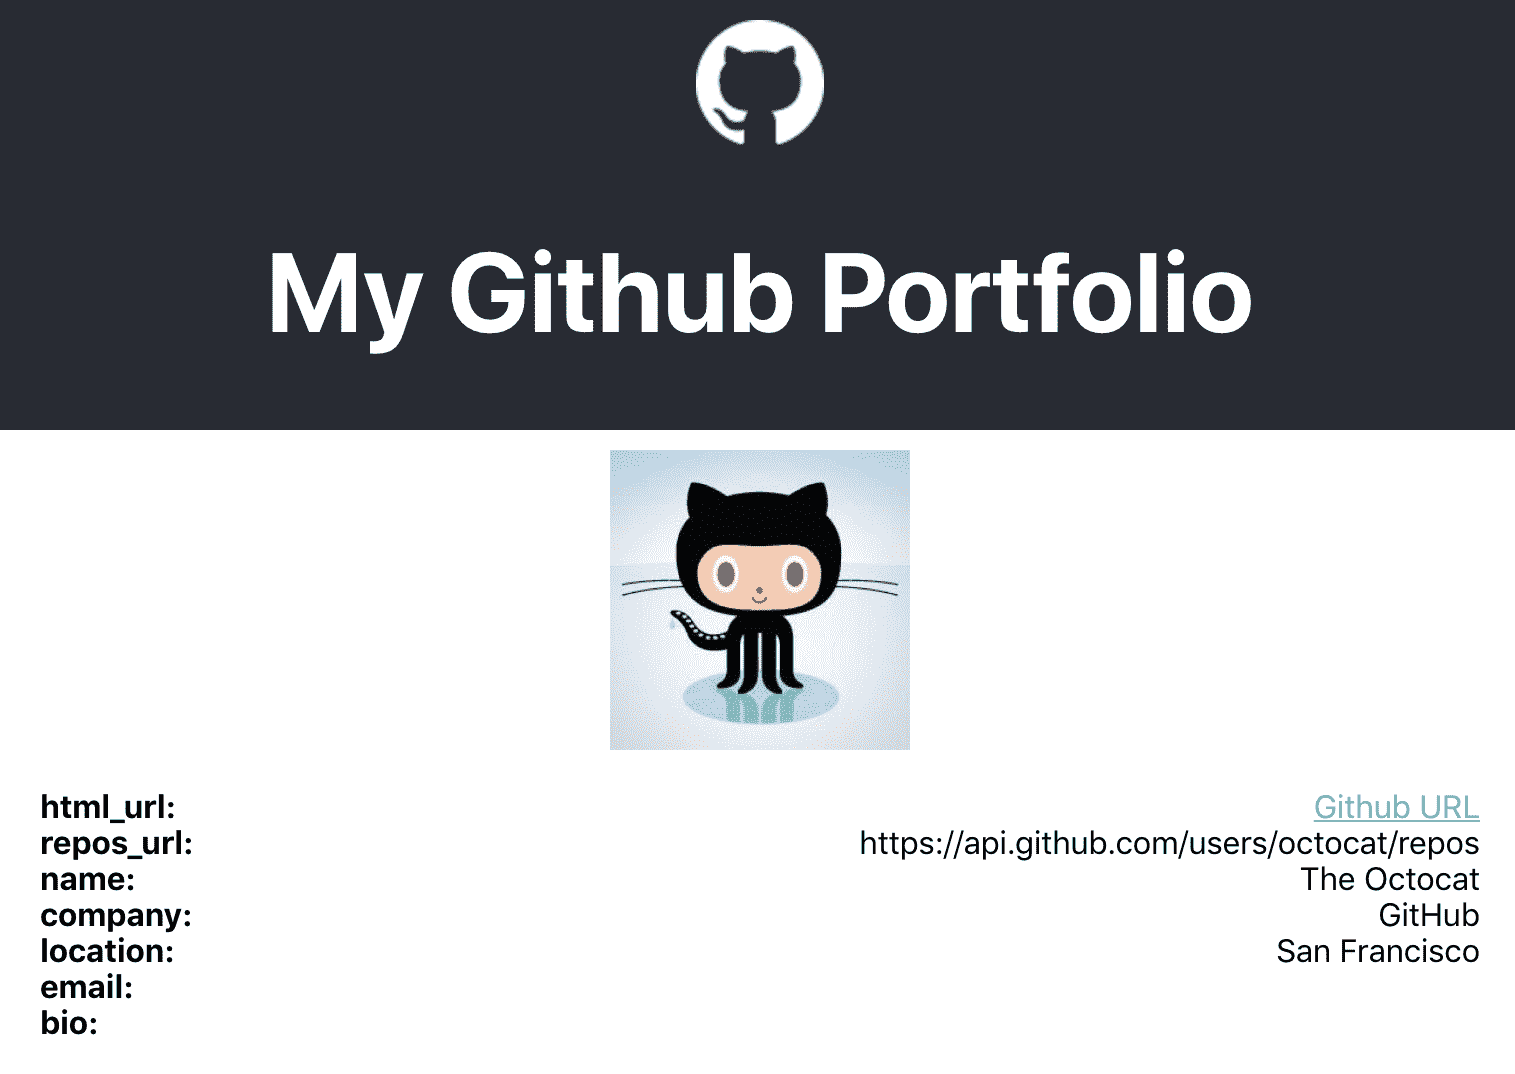 My Github Portfolio
html_url: Github URL
repos_url: https://api.github.com/users/octocat/repos
name: The Octocat
company: GitHub
location: San Francisco
email:
bio: